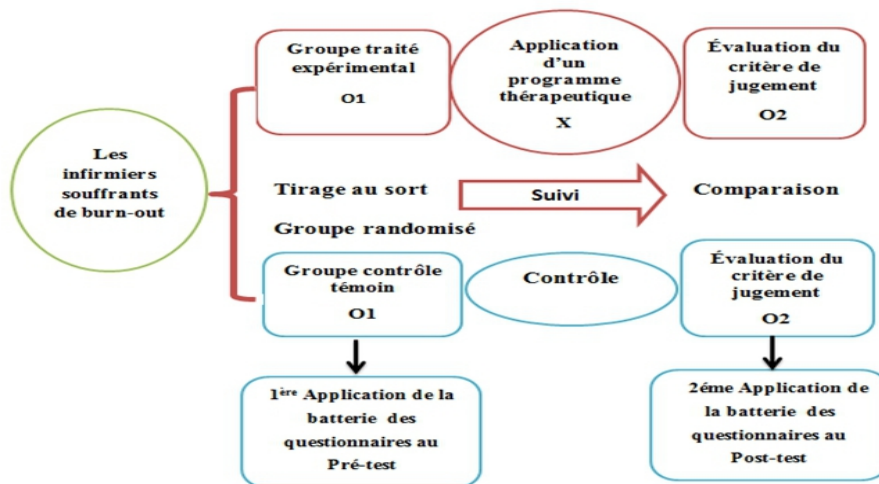 Groupe traité
expérimental
O1
Application
d'un
programme
thérapeutique
X
Évaluation du
critère de
jugement
O2
Les
infirmiers
souffrants
de burn-out
Tirage au sort
Suivi
Comparaison
Groupe randomisé
Groupe contrôle
témoin
O1
Contrôle
Évaluation du
critère de
jugement
O2
1ère Application de la
batterie des
questionnaires au
Pré-test
2éme Application de
la batterie des
questionnaires au
Post-test